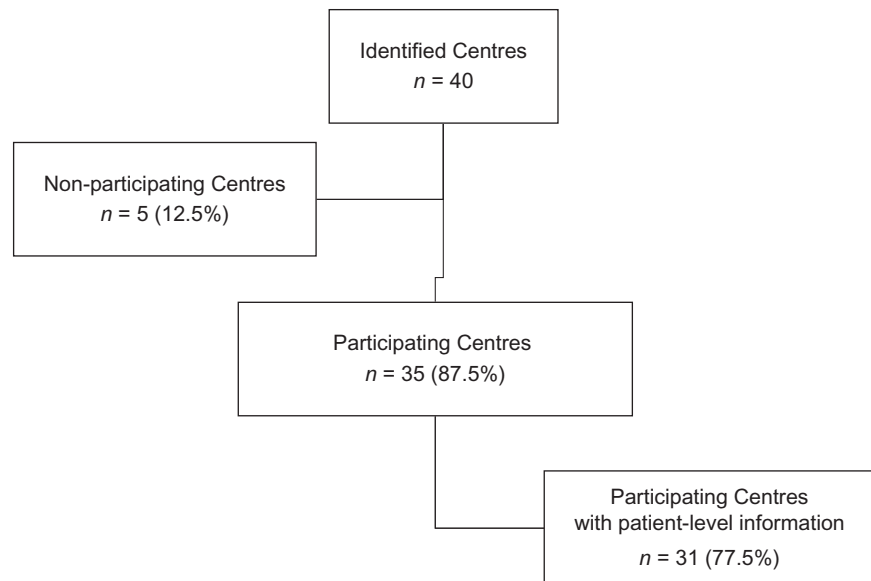 Identified Centres
n = 40
Non-participating Centres
n = 5 (12.5%)
Participating Centres
n = 35 (87.5%)
Participating Centres
with patient-level information
n = 31 (77.5%)